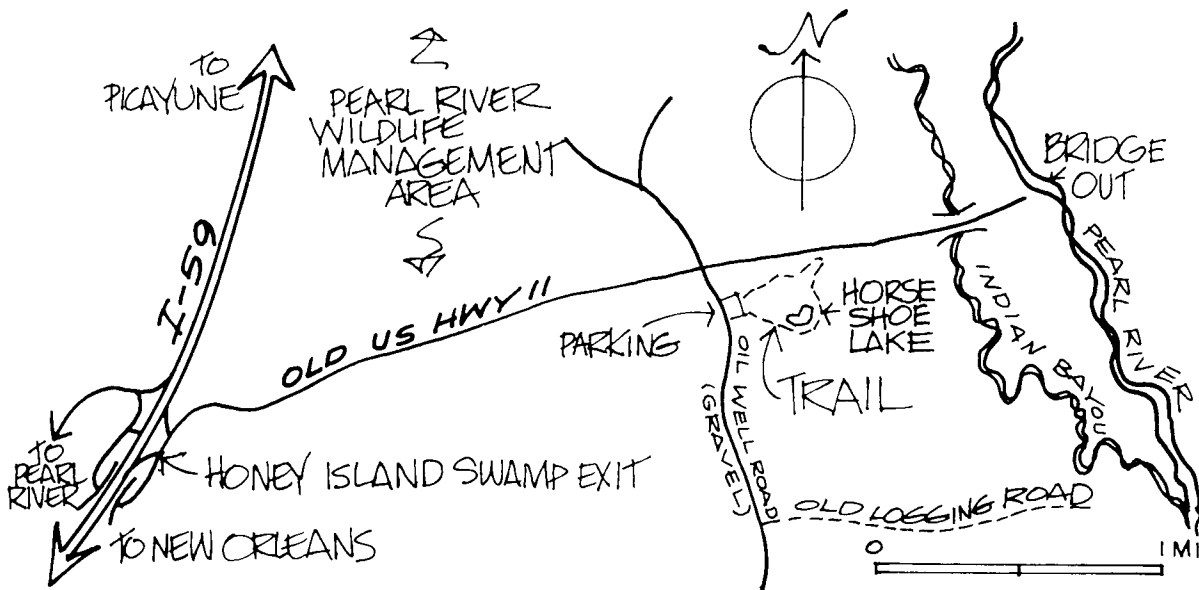 TO
PICAYUNE
PEARL RIVER
WILDLIFE
MANAGEMENT
AREA
N
BRIDGE
OUT
I-59
OLD US HWY 11
PARKING
HORSE
SHOE
LAKE
TRAIL
OIL WELL ROAD
(GRAVEL)
INDIAN BAYOU
PEARL RIVER
TO
PEARL
RIVER
HONEY ISLAND SWAMP EXIT
TO NEW ORLEANS
OLD LOGGING ROAD
0
1 MI